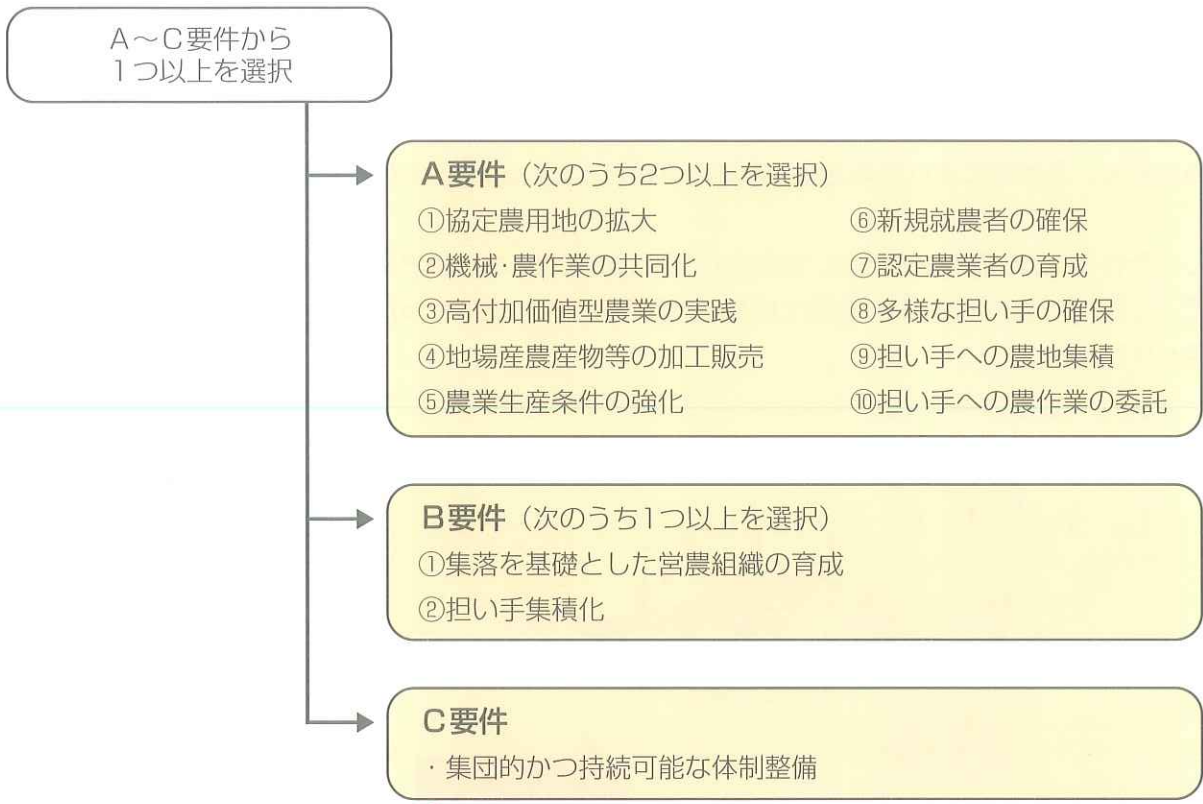 A～C要件から
1つ以上を選択
A要件（次のうち2つ以上を選択）
①協定農用地の拡大
②機械・農作業の共同化
③高付加価値型農業の実践
④地場産農産物等の加工販売
⑤農業生産条件の強化
⑥新規就農者の確保
⑦認定農業者の育成
⑧多様な担い手の確保
⑨担い手への農地集積
⑩担い手への農作業の委託
B要件（次のうち1つ以上を選択）
①集落を基礎とした営農組織の育成
②担い手集積化
C要件
・集団的かつ持続可能な体制整備